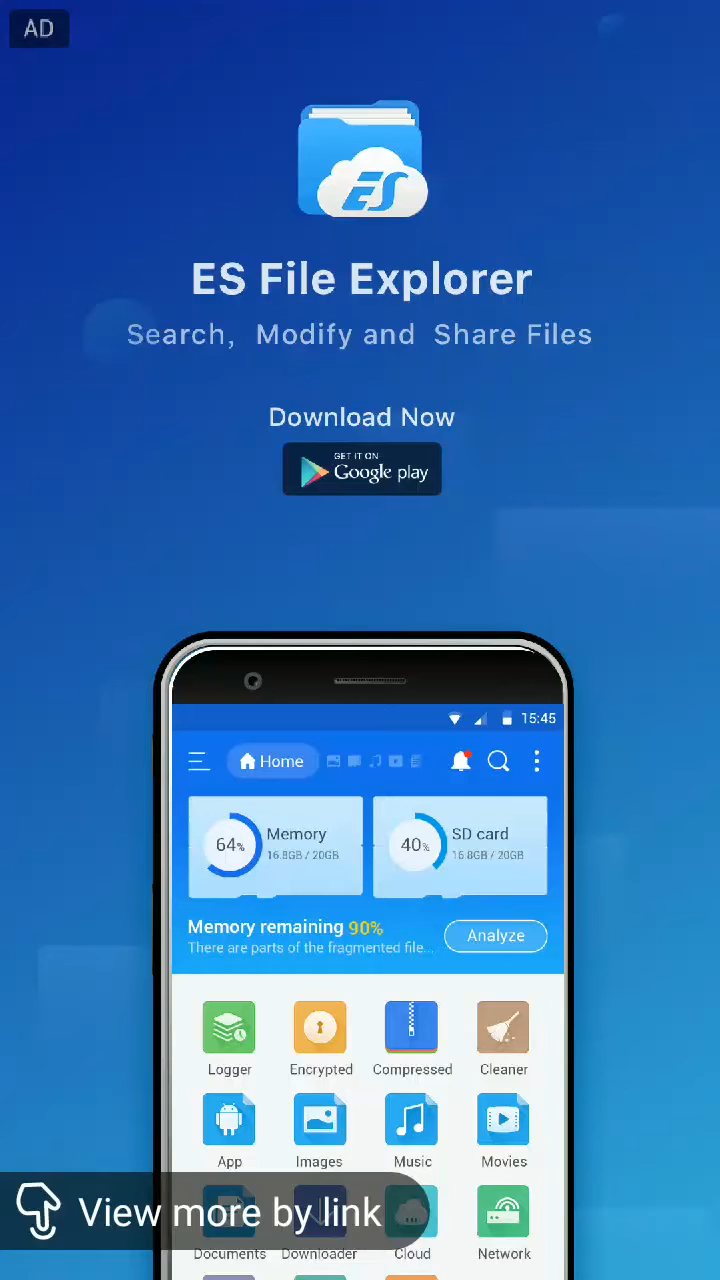 AD
ES
ES File Explorer
Search, Modify and Share Files
Download Now
GET IT ON
Google play
15:45
Home
64% Memory
16.8GB / 20GB
40% SD card
16.8GB / 20GB
Memory remaining 90%
There are parts of the fragmented file...
Analyze
Logger Encrypted Compressed Cleaner
App Images Music Movies
View more by link
Documents Downloader Cloud Network